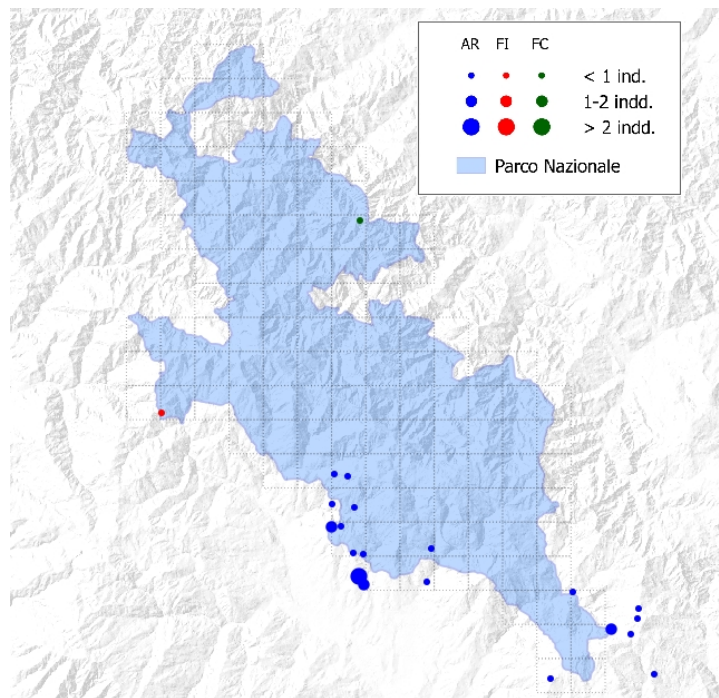 AR FI FC
< 1 ind.
1-2 indd.
> 2 indd.
Parco Nazionale